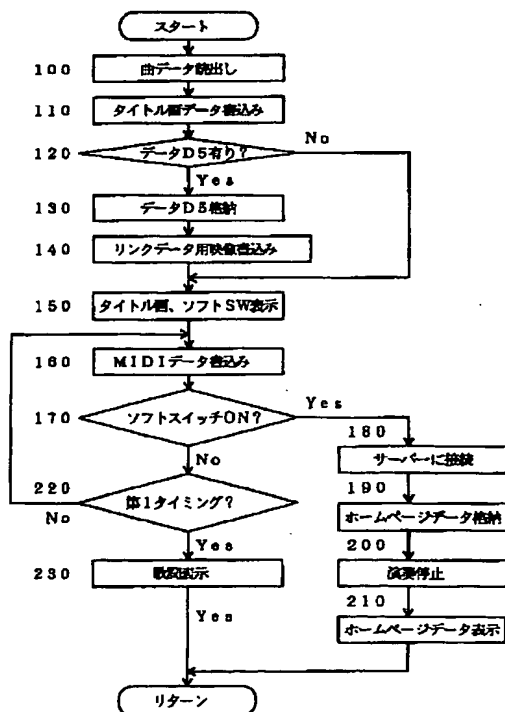 スタート
100
曲データ読出し
110
タイトル画データ書込み
120
データD5有り?
No
Yes
130
データD5格納
140
リンクデータ用映像書込み
150
タイトル画、ソフトSW表示
160
MIDIデータ書込み
170
ソフトスイッチON?
Yes
No
180
サーバーに接続
190
ホームページデータ格納
200
演奏停止
210
ホームページデータ表示
220
第1タイミング?
No
Yes
230
歌詞表示
Yes
リターン